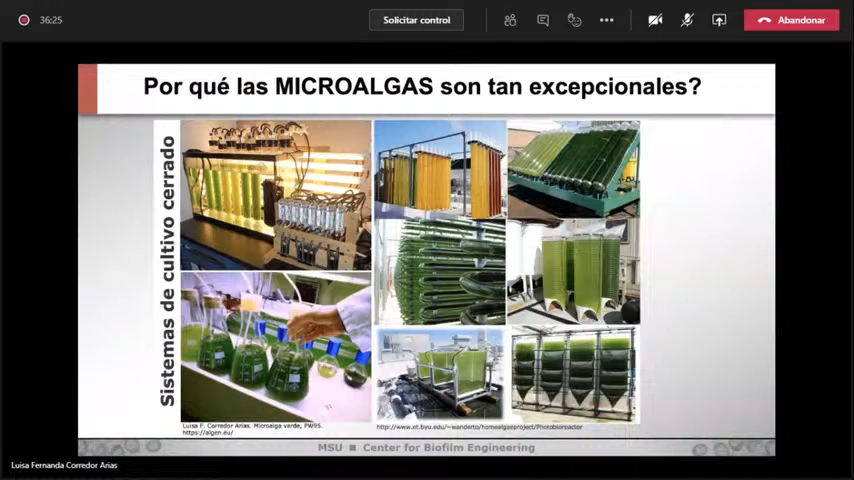 36:25
Solicitar control
Abandonar
Por qué las MICROALGAS son tan excepcionales?
Sistemas de cultivo cerrado
Luisa F. Corredor Arias. Microalga verde, PW95.
https://algen.eu/
http://www.et.byu.edu/~wanderto/homealgaeproject/Photobioreactor
MSU ■ Center for Biofilm Engineering
Luisa Fernanda Corredor Arias